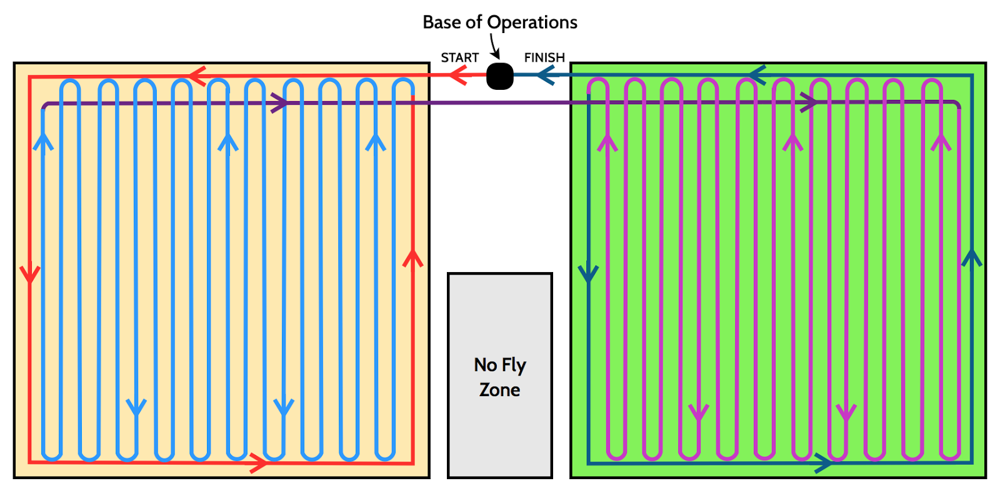 Base of Operations
START
FINISH
No Fly
Zone